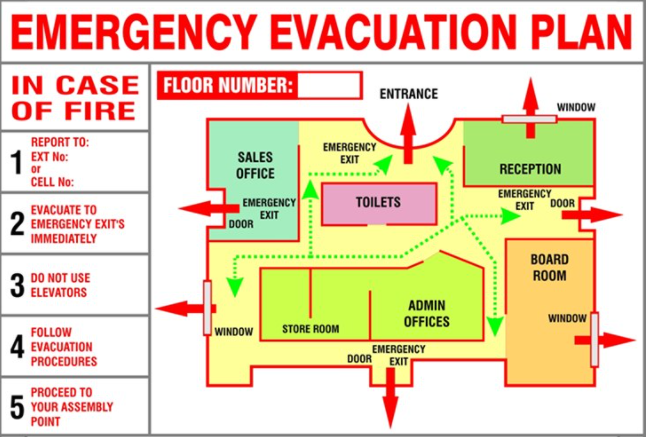 EMERGENCY EVACUATION PLAN
IN CASE
OF FIRE
1
REPORT TO:
EXT No:
or
CELL No:
2
EVACUATE TO
EMERGENCY EXIT'S
IMMEDIATELY
3
DO NOT USE
ELEVATORS
4
FOLLOW
EVACUATION
PROCEDURES
5
PROCEED TO
YOUR ASSEMBLY
POINT
FLOOR NUMBER:
ENTRANCE
WINDOW
EMERGENCY
EXIT
SALES
OFFICE
RECEPTION
TOILETS
EMERGENCY
EXIT
DOOR
EMERGENCY
EXIT
DOOR
BOARD
ROOM
ADMIN
OFFICES
STORE ROOM
WINDOW
WINDOW
EMERGENCY
EXIT
DOOR